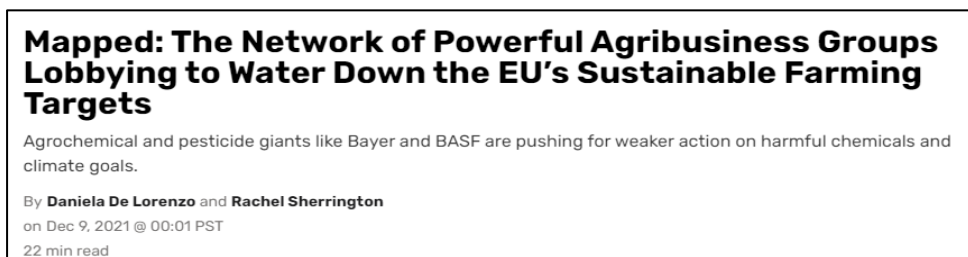 Mapped: The Network of Powerful Agribusiness Groups
Lobbying to Water Down the EU’s Sustainable Farming
Targets
Agrochemical and pesticide giants like Bayer and BASF are pushing for weaker action on harmful chemicals and
climate goals.
By Daniela De Lorenzo and Rachel Sherrington
on Dec 9, 2021 @ 00:01 PST
22 min read